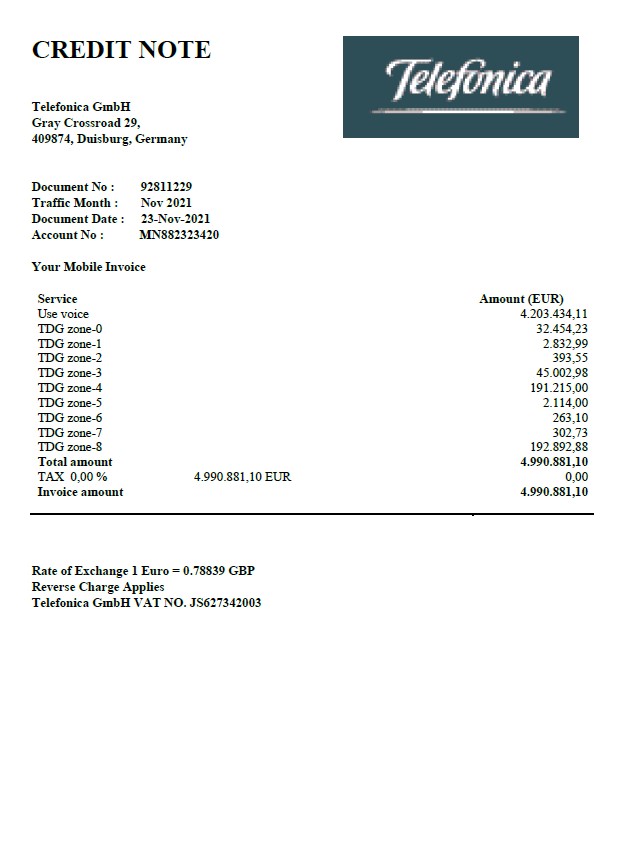 CREDIT NOTE
Telefonica
Telefonica GmbH
Gray Crossroad 29,
409874, Duisburg, Germany
Document No : 92811229
Traffic Month : Nov 2021
Document Date : 23-Nov-2021
Account No : MN882323420
Your Mobile Invoice
Service Amount (EUR)
Use voice 4.203.434,11
TDG zone-0 32.454,23
TDG zone-1 2.832,99
TDG zone-2 393,55
TDG zone-3 45.002,98
TDG zone-4 191.215,00
TDG zone-5 2.114,00
TDG zone-6 263,10
TDG zone-7 302,73
TDG zone-8 192.892,88
Total amount 4.990.881,10
TAX 0,00 % 4.990.881,10 EUR 0,00
Invoice amount 4.990.881,10
Rate of Exchange 1 Euro = 0.78839 GBP
Reverse Charge Applies
Telefonica GmbH VAT NO. JS627342003